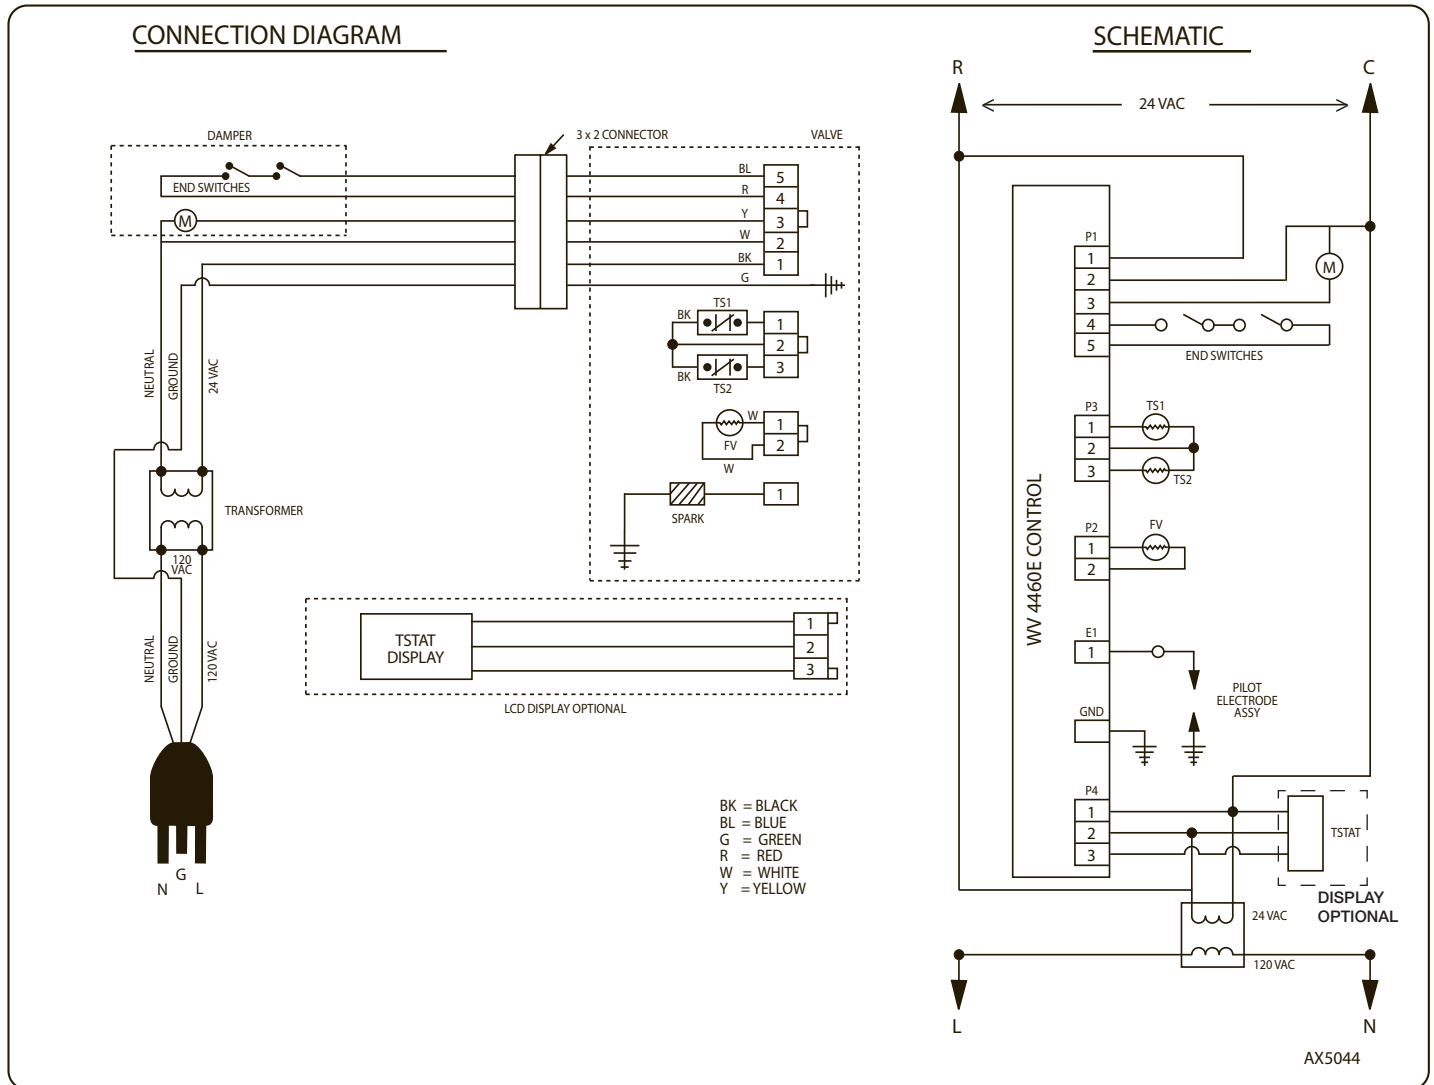 CONNECTION DIAGRAM
DAMPER
3 x 2 CONNECTOR
VALVE
END SWITCHES
M
BL
5
R
4
Y
3
W
2
BK
1
G
TS1
BK
1
2
BK
3
TS2
W
1
FV
2
W
1
SPARK
NEUTRAL
GROUND
24 VAC
TRANSFORMER
120
VAC
NEUTRAL
GROUND
120 VAC
N
G
L
TSTAT
DISPLAY
1
2
3
LCD DISPLAY OPTIONAL
BK = BLACK
BL = BLUE
G = GREEN
R = RED
W = WHITE
Y = YELLOW
SCHEMATIC
R
C
24 VAC
WV 4460E CONTROL
P1
1
2
3
4
5
M
END SWITCHES
P3
1
2
3
TS1
TS2
P2
1
2
FV
E1
1
PILOT
ELECTRODE
ASSY
GND
P4
1
2
3
TSTAT
DISPLAY
OPTIONAL
24 VAC
120 VAC
L
N
AX5044